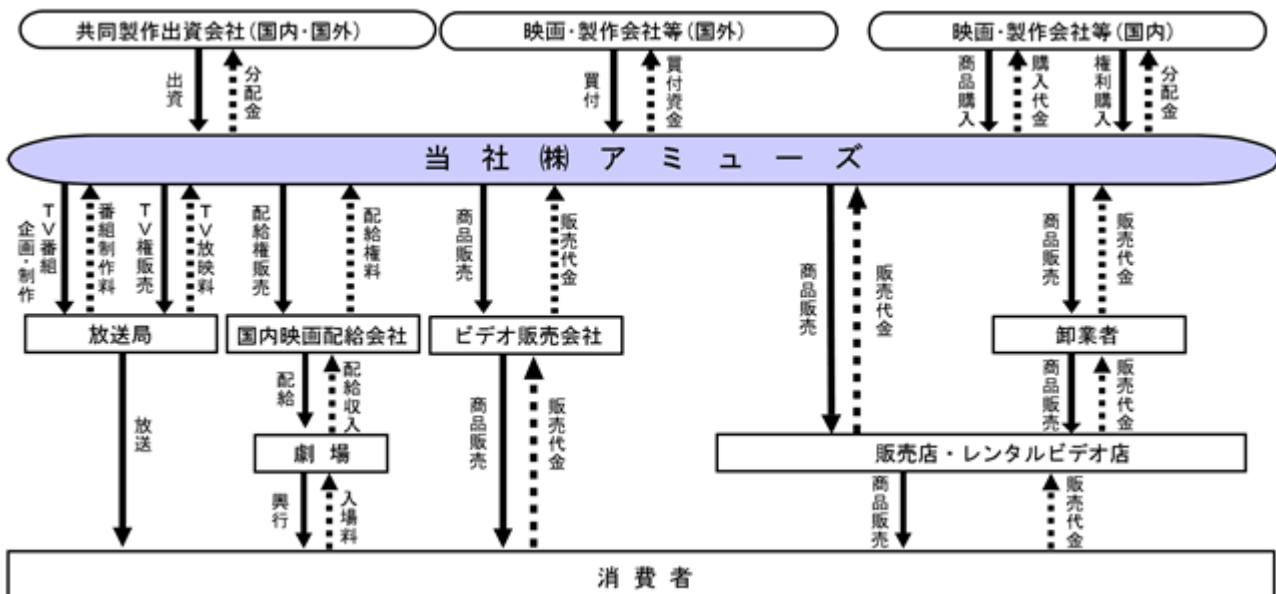 共同製作出資会社(国内・国外)
映画・製作会社等(国外)
映画・製作会社等(国内)
出資
分配金
買付
買付資金
商品購入
購入代金
権利購入
分配金
当社㈱アミューズ
TV番組
企画・制作
番組制作料
TV権販売
TV放映料
配給権販売
配給権料
商品販売
販売代金
商品販売
販売代金
商品販売
販売代金
放送局
国内映画配給会社
ビデオ販売会社
卸業者
放送
配給
配給収入
商品販売
販売代金
商品販売
販売代金
劇場
販売店・レンタルビデオ店
興行
入場料
商品販売
販売代金
消費者